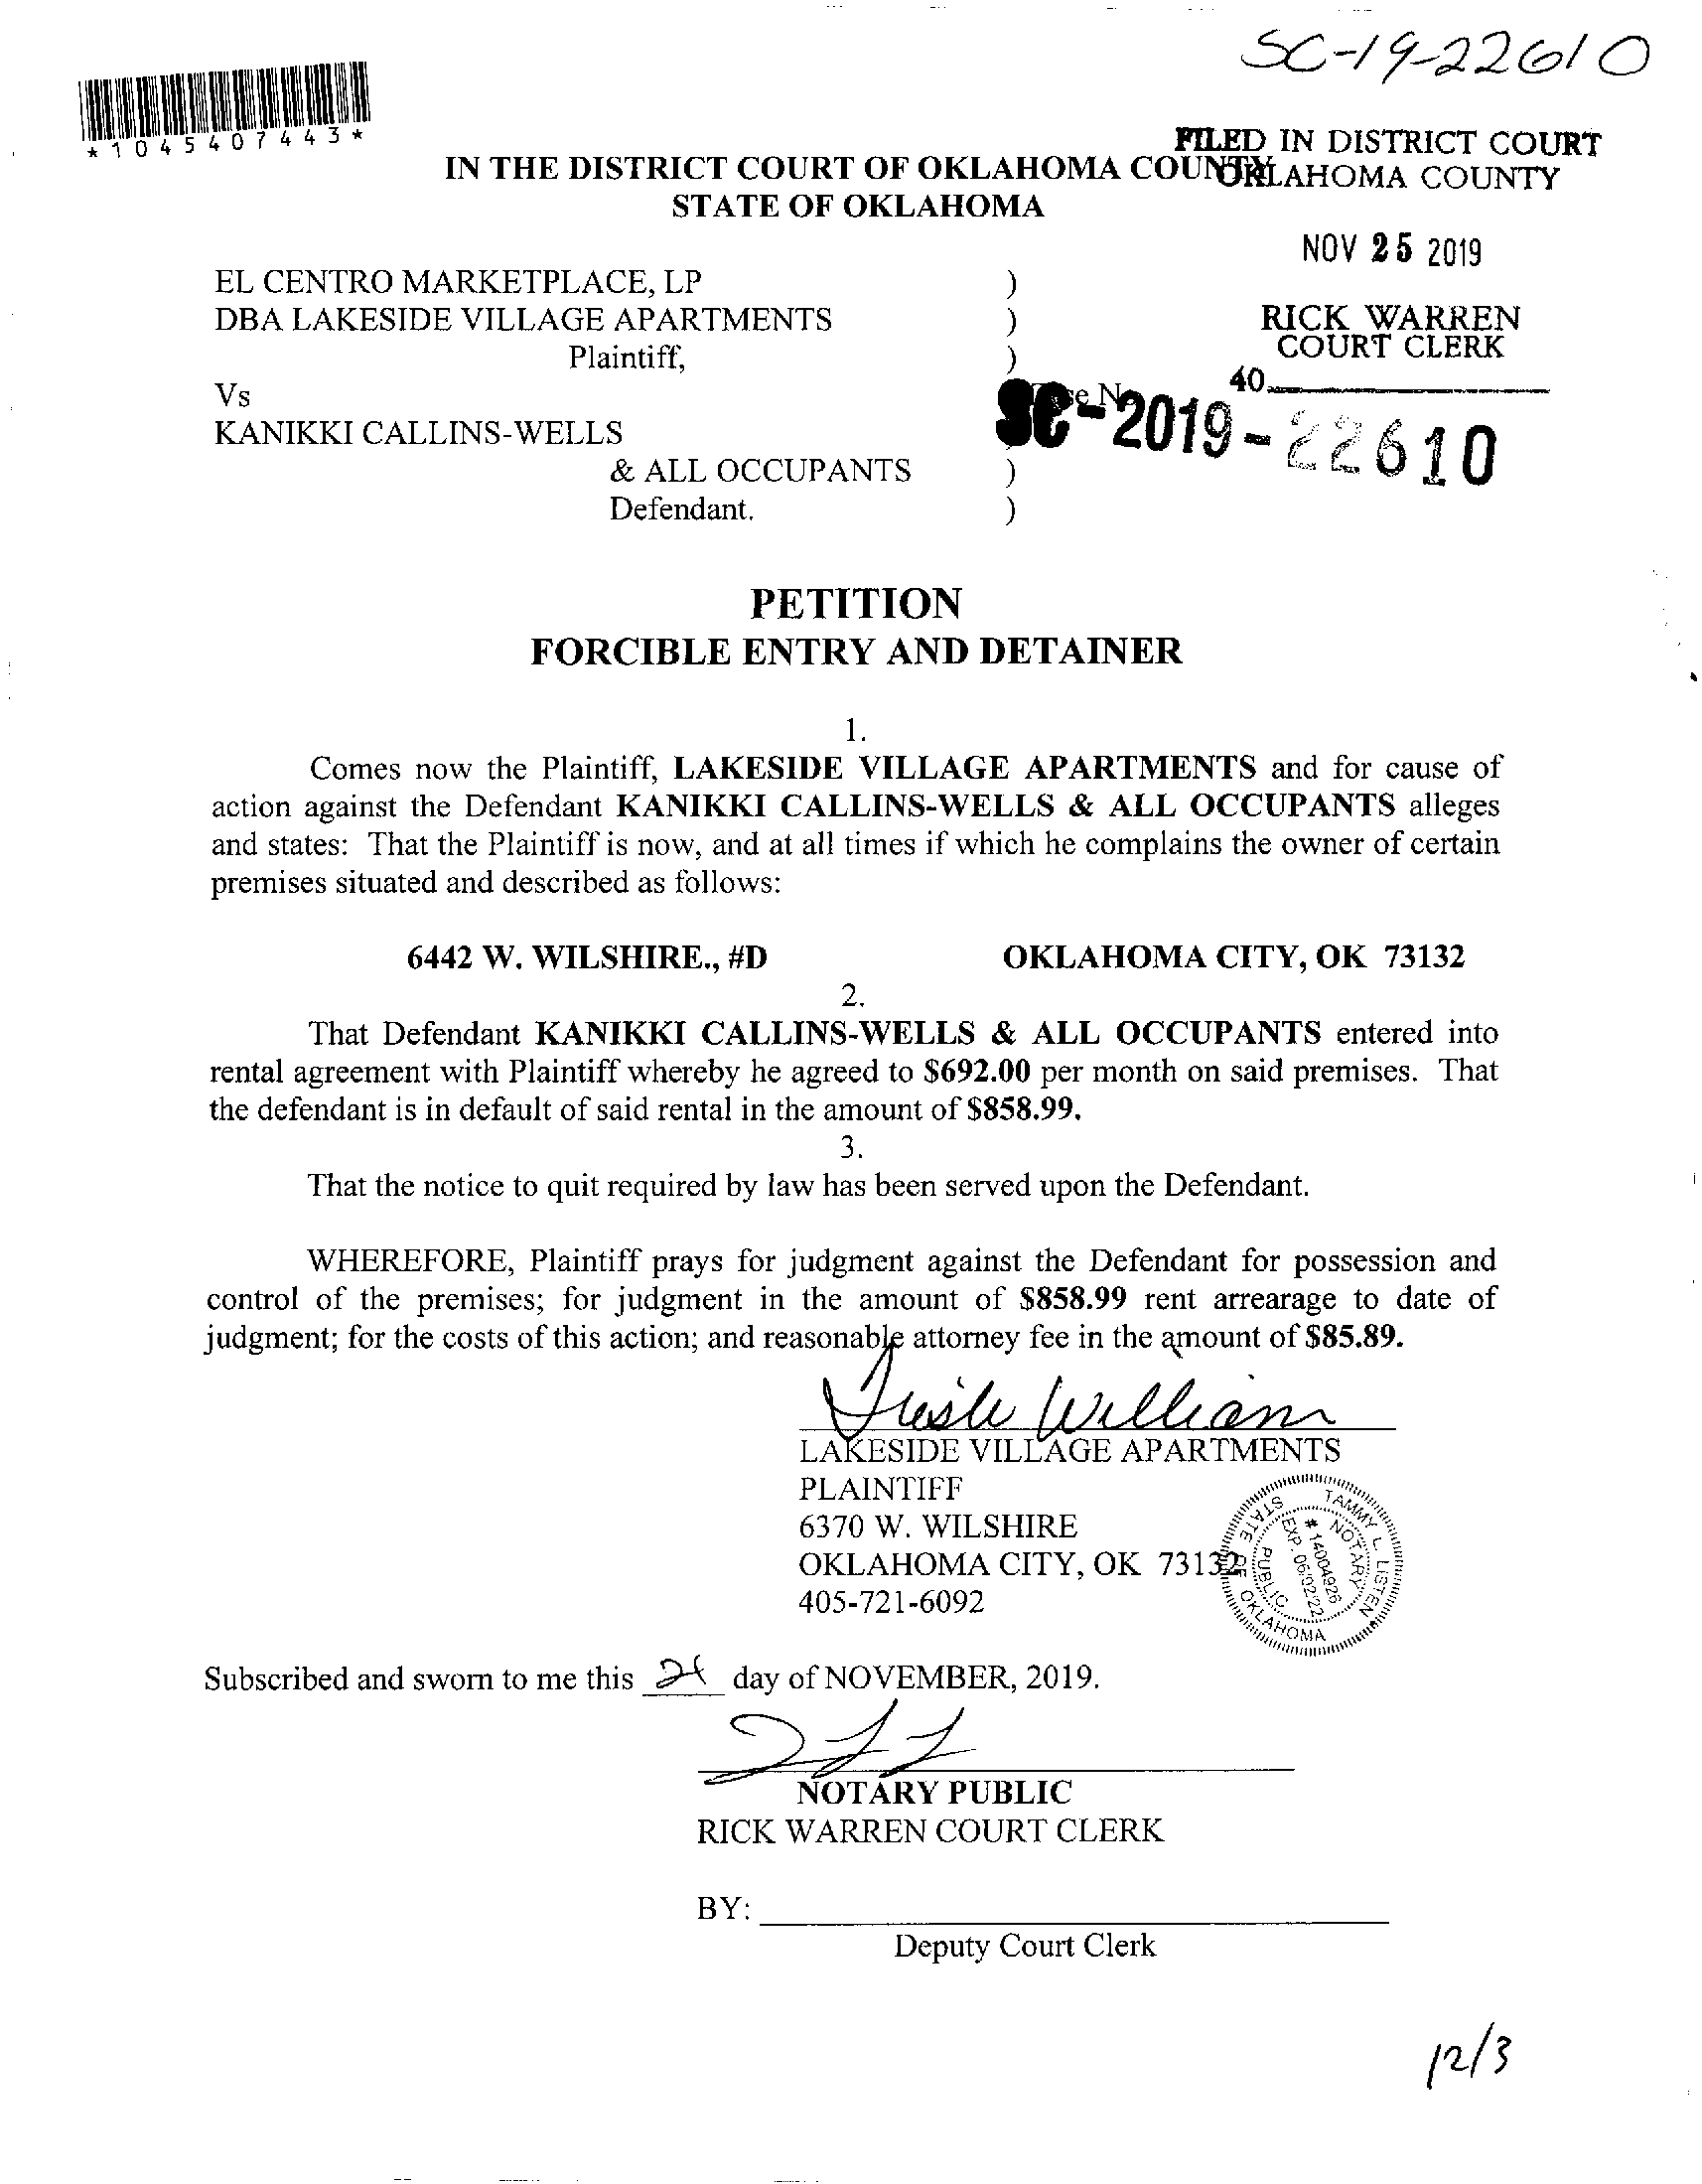 SC-19-22610
*1045407443*
FILED IN DISTRICT COURT
OKLAHOMA COUNTY
IN THE DISTRICT COURT OF OKLAHOMA COUNTY
STATE OF OKLAHOMA
NOV 25 2019
EL CENTRO MARKETPLACE, LP )
DBA LAKESIDE VILLAGE APARTMENTS )
RICK WARREN
COURT CLERK
Plaintiff, )
40
Vs
Case No
SC-2019-22610
KANIKKI CALLINS-WELLS
& ALL OCCUPANTS )
Defendant. )
PETITION
FORCIBLE ENTRY AND DETAINER
1.
Comes now the Plaintiff, LAKESIDE VILLAGE APARTMENTS and for cause of
action against the Defendant KANIKKI CALLINS-WELLS & ALL OCCUPANTS alleges
and states: That the Plaintiff is now, and at all times if which he complains the owner of certain
premises situated and described as follows:
6442 W. WILSHIRE., #D OKLAHOMA CITY, OK 73132
2.
That Defendant KANIKKI CALLINS-WELLS & ALL OCCUPANTS entered into
rental agreement with Plaintiff whereby he agreed to $692.00 per month on said premises. That
the defendant is in default of said rental in the amount of $858.99.
3.
That the notice to quit required by law has been served upon the Defendant.
WHEREFORE, Plaintiff prays for judgment against the Defendant for possession and
control of the premises; for judgment in the amount of $858.99 rent arrearage to date of
judgment; for the costs of this action; and reasonable attorney fee in the amount of $85.89.
LAKESIDE VILLAGE APARTMENTS
PLAINTIFF
6370 W. WILSHIRE
OKLAHOMA CITY, OK 73132
405-721-6092
TAMMY L. LISTEN
NOTARY PUBLIC
# 14004926
EXP. 06/02/22
STATE OF OKLAHOMA
Subscribed and sworn to me this day of NOVEMBER, 2019.
NOTARY PUBLIC
RICK WARREN COURT CLERK
BY:
Deputy Court Clerk
12/3